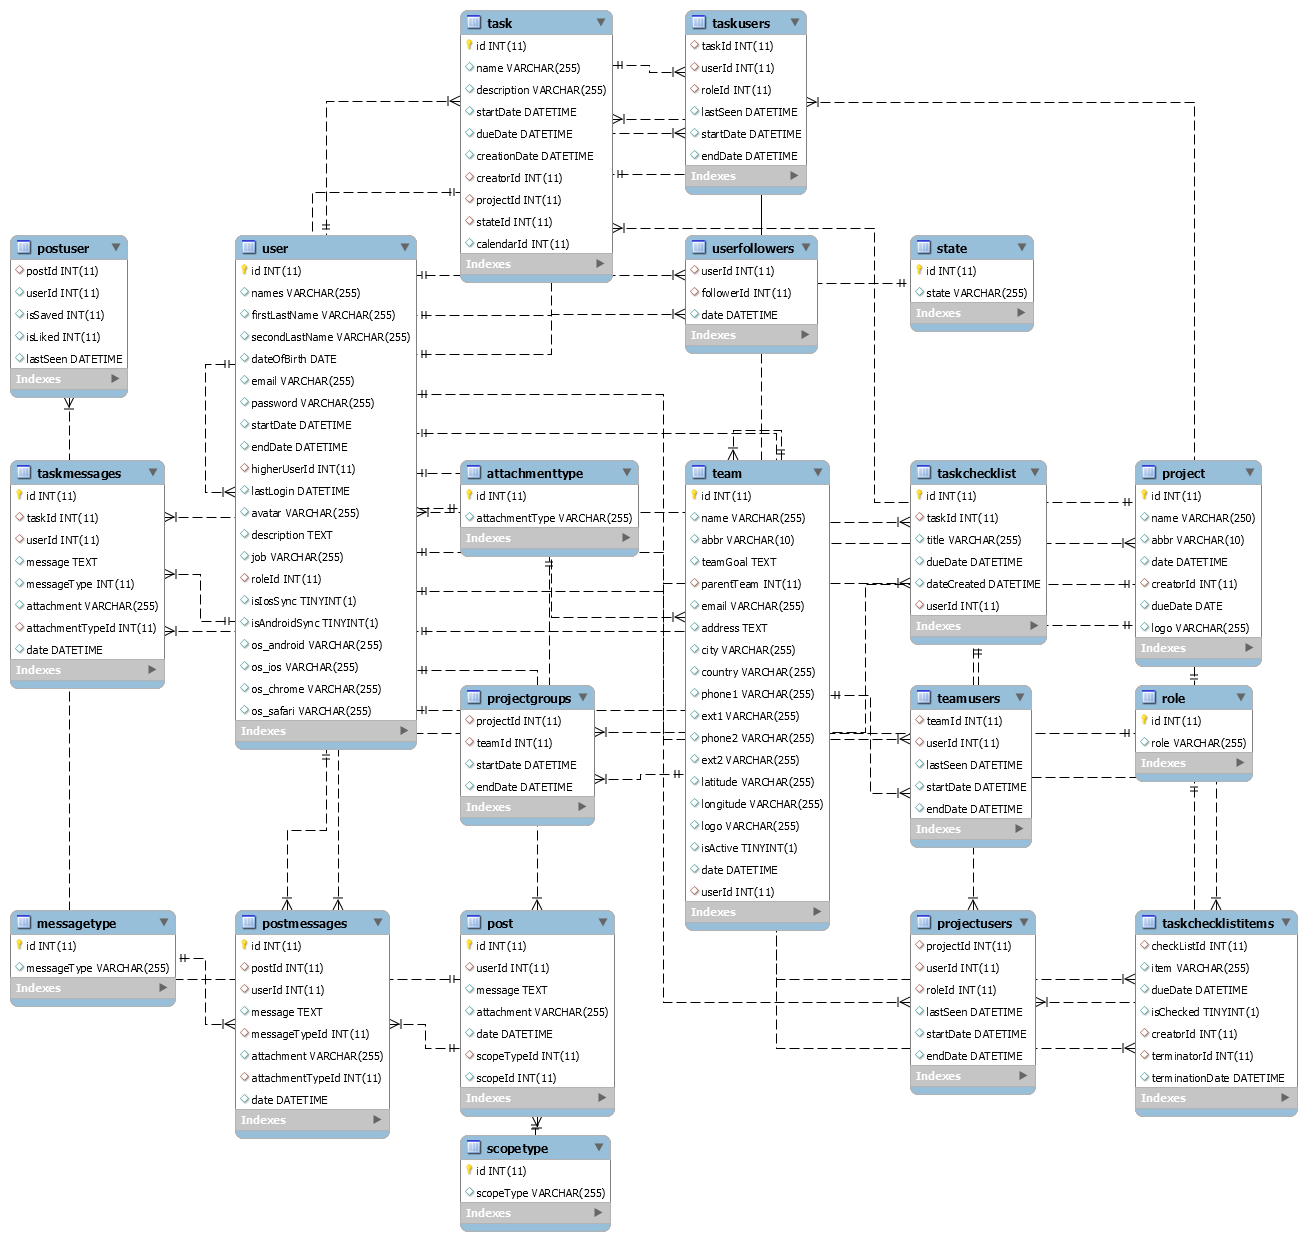 task
id INT(11)
name VARCHAR(255)
description VARCHAR(255)
startDate DATETIME
dueDate DATETIME
creationDate DATETIME
creatorId INT(11)
projectId INT(11)
stateId INT(11)
calendarId INT(11)
Indexes
taskusers
taskId INT(11)
userId INT(11)
roleId INT(11)
lastSeen DATETIME
startDate DATETIME
endDate DATETIME
Indexes
postuser
postId INT(11)
userId INT(11)
isSaved INT(11)
isLiked INT(11)
lastSeen DATETIME
Indexes
user
id INT(11)
names VARCHAR(255)
firstLastName VARCHAR(255)
secondLastName VARCHAR(255)
dateOfBirth DATE
email VARCHAR(255)
password VARCHAR(255)
startDate DATETIME
endDate DATETIME
higherUserId INT(11)
lastLogin DATETIME
avatar VARCHAR(255)
description TEXT
job VARCHAR(255)
roleId INT(11)
isIosSync TINYINT(1)
isAndroidSync TINYINT(1)
os_android VARCHAR(255)
os_ios VARCHAR(255)
os_chrome VARCHAR(255)
os_safari VARCHAR(255)
Indexes
userfollowers
userId INT(11)
followerId INT(11)
date DATETIME
Indexes
state
id INT(11)
state VARCHAR(255)
Indexes
taskmessages
id INT(11)
taskId INT(11)
userId INT(11)
message TEXT
messageType INT(11)
attachment VARCHAR(255)
attachmentTypeId INT(11)
date DATETIME
Indexes
attachmenttype
id INT(11)
attachmentType VARCHAR(255)
Indexes
team
id INT(11)
name VARCHAR(255)
abbr VARCHAR(10)
teamGoal TEXT
parentTeam INT(11)
email VARCHAR(255)
address TEXT
city VARCHAR(255)
country VARCHAR(255)
phone1 VARCHAR(255)
ext1 VARCHAR(255)
phone2 VARCHAR(255)
ext2 VARCHAR(255)
latitude VARCHAR(255)
longitude VARCHAR(255)
logo VARCHAR(255)
isActive TINYINT(1)
date DATETIME
userId INT(11)
Indexes
taskchecklist
id INT(11)
taskId INT(11)
title VARCHAR(255)
dueDate DATETIME
dateCreated DATETIME
userId INT(11)
Indexes
project
id INT(11)
name VARCHAR(250)
abbr VARCHAR(10)
date DATETIME
creatorId INT(11)
dueDate DATE
logo VARCHAR(255)
Indexes
projectgroups
projectId INT(11)
teamId INT(11)
startDate DATETIME
endDate DATETIME
Indexes
teamusers
teamId INT(11)
userId INT(11)
lastSeen DATETIME
startDate DATETIME
endDate DATETIME
Indexes
role
id INT(11)
role VARCHAR(255)
Indexes
messagetype
id INT(11)
messageType VARCHAR(255)
Indexes
postmessages
id INT(11)
postId INT(11)
userId INT(11)
message TEXT
messageTypeId INT(11)
attachment VARCHAR(255)
attachmentTypeId INT(11)
date DATETIME
Indexes
post
id INT(11)
userId INT(11)
message TEXT
attachment VARCHAR(255)
date DATETIME
scopeTypeId INT(11)
scopeId INT(11)
Indexes
projectusers
projectId INT(11)
userId INT(11)
roleId INT(11)
lastSeen DATETIME
startDate DATETIME
endDate DATETIME
Indexes
taskchecklistitems
checkListId INT(11)
item VARCHAR(255)
dueDate DATETIME
isChecked TINYINT(1)
creatorId INT(11)
terminatorId INT(11)
terminationDate DATETIME
Indexes
scopetype
id INT(11)
scopeType VARCHAR(255)
Indexes